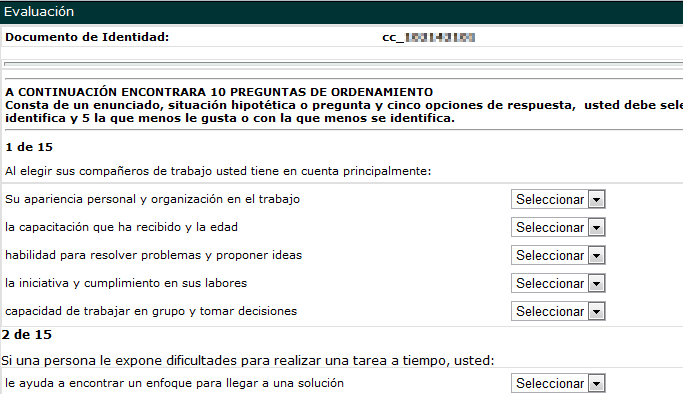 Evaluación
Documento de Identidad: cc_
A CONTINUACIÓN ENCONTRARA 10 PREGUNTAS DE ORDENAMIENTO
Consta de un enunciado, situación hipotética o pregunta y cinco opciones de respuesta, usted debe sele
identifica y 5 la que menos le gusta o con la que menos se identifica.
1 de 15
Al elegir sus compañeros de trabajo usted tiene en cuenta principalmente:
Su apariencia personal y organización en el trabajo Seleccionar
la capacitación que ha recibido y la edad Seleccionar
habilidad para resolver problemas y proponer ideas Seleccionar
la iniciativa y cumplimiento en sus labores Seleccionar
capacidad de trabajar en grupo y tomar decisiones Seleccionar
2 de 15
Si una persona le expone dificultades para realizar una tarea a tiempo, usted:
le ayuda a encontrar un enfoque para llegar a una solución Seleccionar